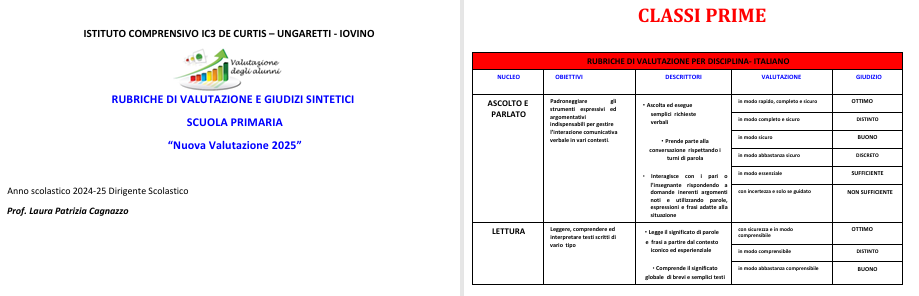 ISTITUTO COMPRENSIVO IC3 DE CURTIS – UNGARETTI - IOVINO
Valutazione
degli alunni
RUBRICHE DI VALUTAZIONE E GIUDIZI SINTETICI
SCUOLA PRIMARIA
“Nuova Valutazione 2025”
Anno scolastico 2024-25 Dirigente Scolastico
Prof. Laura Patrizia Cagnazzo
CLASSI PRIME
RUBRICHE DI VALUTAZIONE PER DISCIPLINA- ITALIANO
NUCLEO OBIETTIVI DESCRITTORI VALUTAZIONE GIUDIZIO
ASCOLTO E
PARLATO
Padroneggiare gli
strumenti espressivi ed
argomentativi
indispensabili per gestire
l'interazione comunicativa
verbale in vari contesti.
• Ascolta ed esegue
semplici richieste
verbali
• Prende parte alla
conversazione rispettando i
turni di parola
• Interagisce con i pari o
l'insegnante rispondendo a
domande inerenti argomenti
noti e utilizzando parole,
espressioni e frasi adatte alla
situazione
in modo rapido, completo e sicuro OTTIMO
in modo completo e sicuro DISTINTO
in modo sicuro BUONO
in modo abbastanza sicuro DISCRETO
in modo essenziale SUFFICIENTE
con incertezza e solo se guidato NON SUFFICIENTE
LETTURA
Leggere, comprendere ed
interpretare testi scritti di
vario tipo
• Legge il significato di parole
e frasi a partire dal contesto
iconico ed esperienziale
• Comprende il significato
globale di brevi e semplici testi
con sicurezza e in modo
comprensibile
OTTIMO
in modo comprensibile DISTINTO
in modo abbastanza comprensibile BUONO